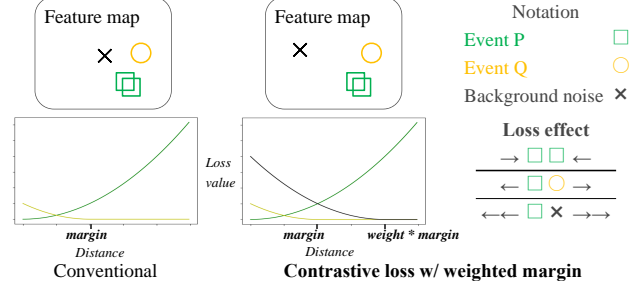 Feature map
Feature map
Notation
Event P
Event Q
Background noise ×
Loss value
margin
Distance
margin
weight * margin
Distance
Loss effect
→ □ □ ←
← □ ○ →
←← □ × →→
Conventional
Contrastive loss w/ weighted margin